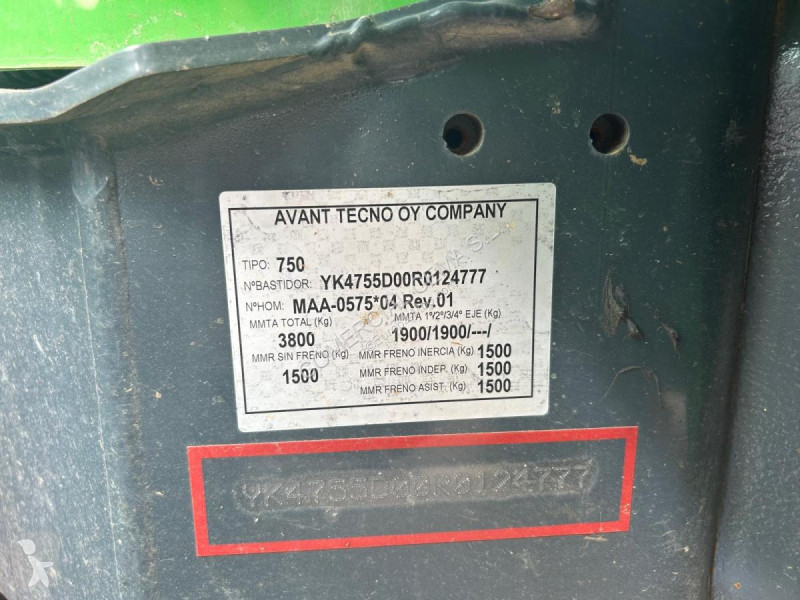 AVANT TECNO OY COMPANY
TIPO: 750
NºBASTIDOR: YK4755D00R0124777
NºHOM: MAA-0575*04 Rev.01
MMTA TOTAL (Kg) MMTA 1º/2º/3/4º EJE (Kg)
3800 1900/1900/---/
MMR SIN FRENO (Kg) MMR FRENO INERCIA (Kg) 1500
1500 MMR FRENO INDEP. (Kg) 1500
MMR FRENO ASIST. (Kg) 1500
YK4755D00R0124777